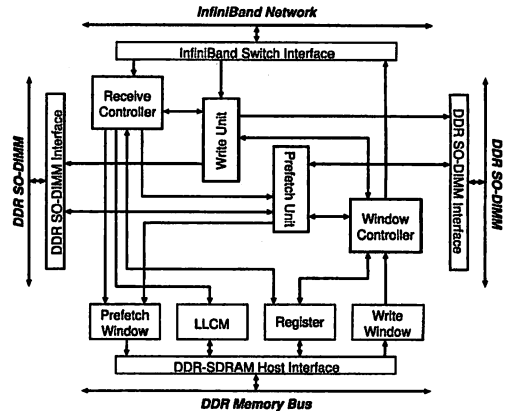 InfiniBand Network
InfiniBand Switch Interface
Receive
Controller
Write Unit
DDR SO-DIMM
DDR SO-DIMM Interface
Prefetch Unit
Window
Controller
DDR SO-DIMM Interface
DDR SO-DIMM
Prefetch
Window
LLCM
Register
Write
Window
DDR-SDRAM Host Interface
DDR Memory Bus